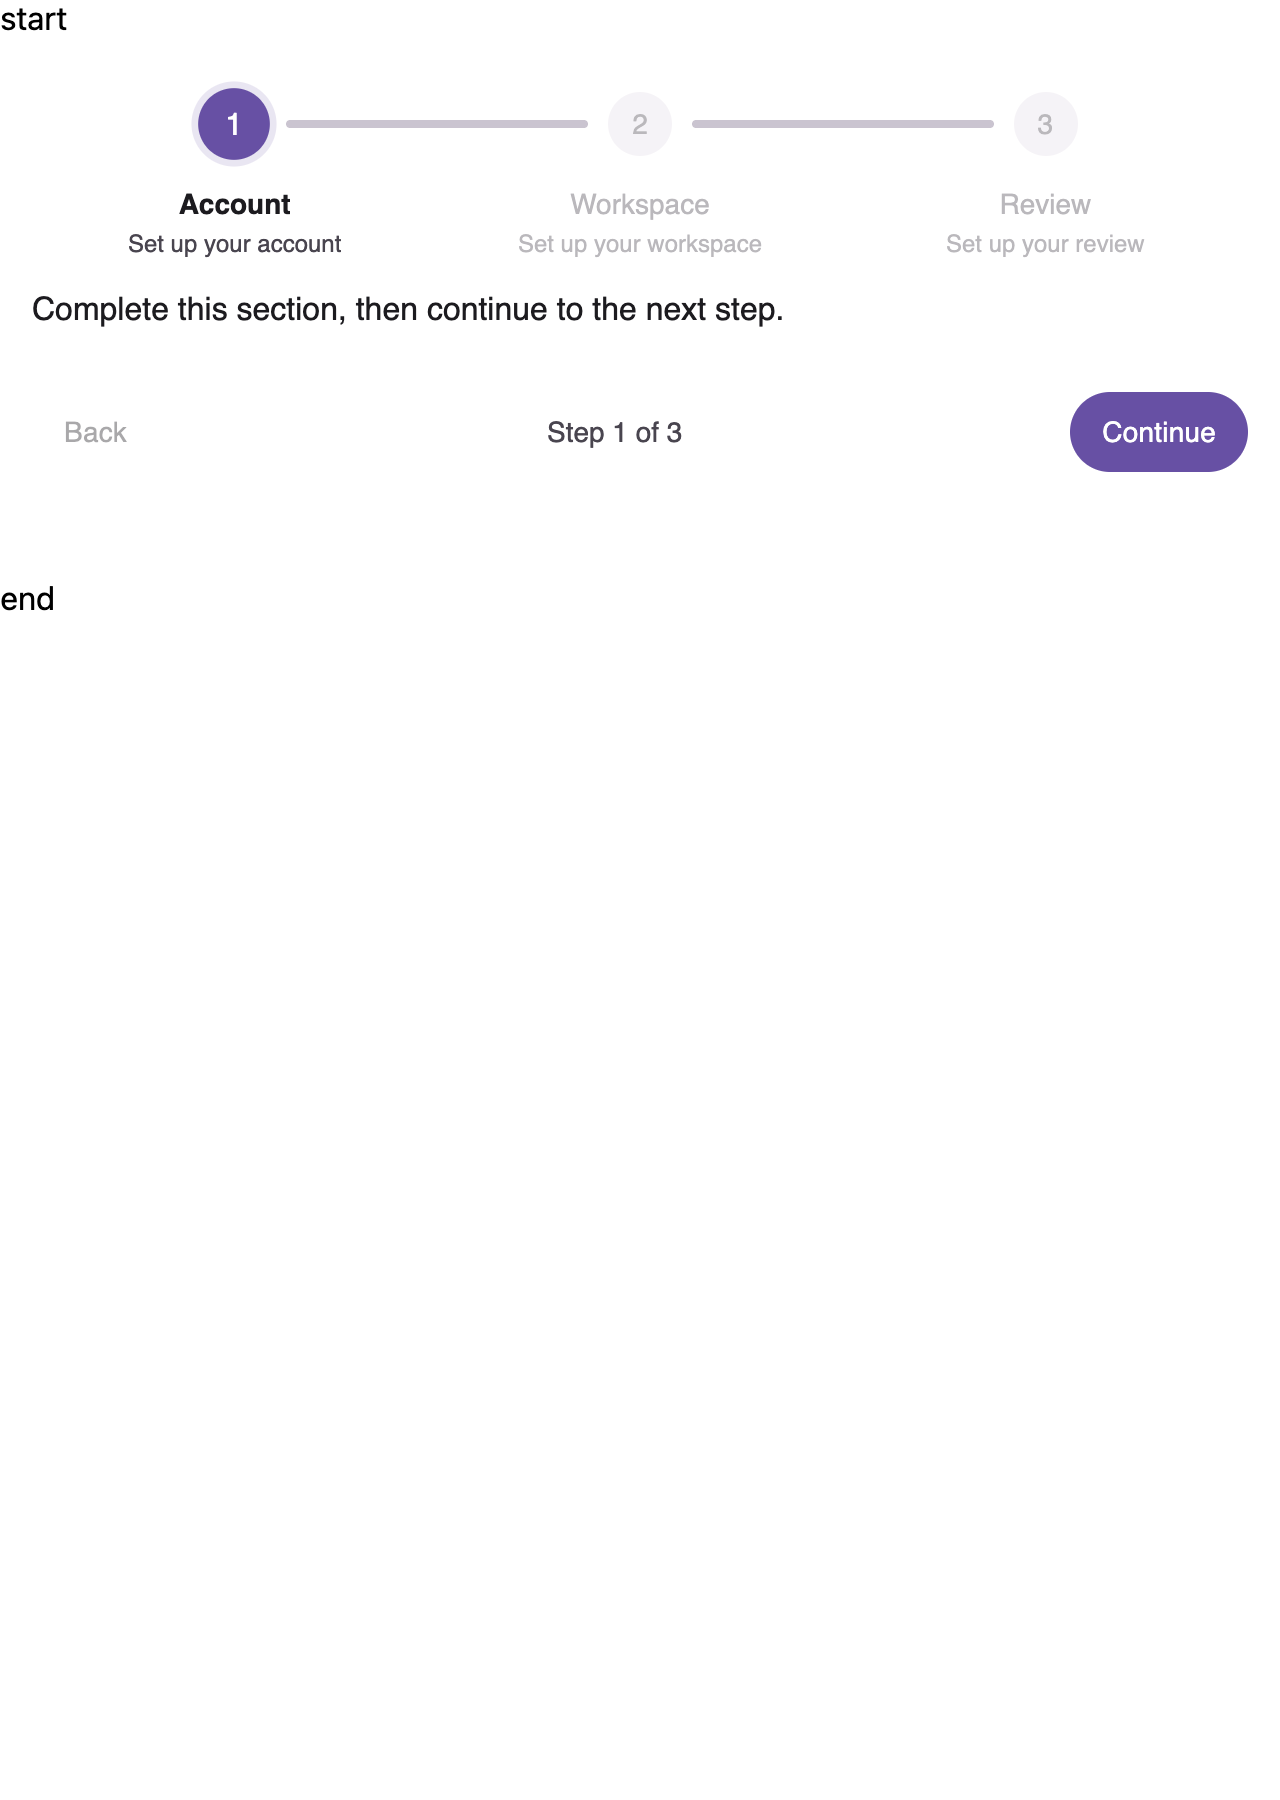 start
1
2
3
Account
Workspace
Review
Set up your account
Set up your workspace
Set up your review
Complete this section, then continue to the next step.
Back
Step 1 of 3
Continue
end